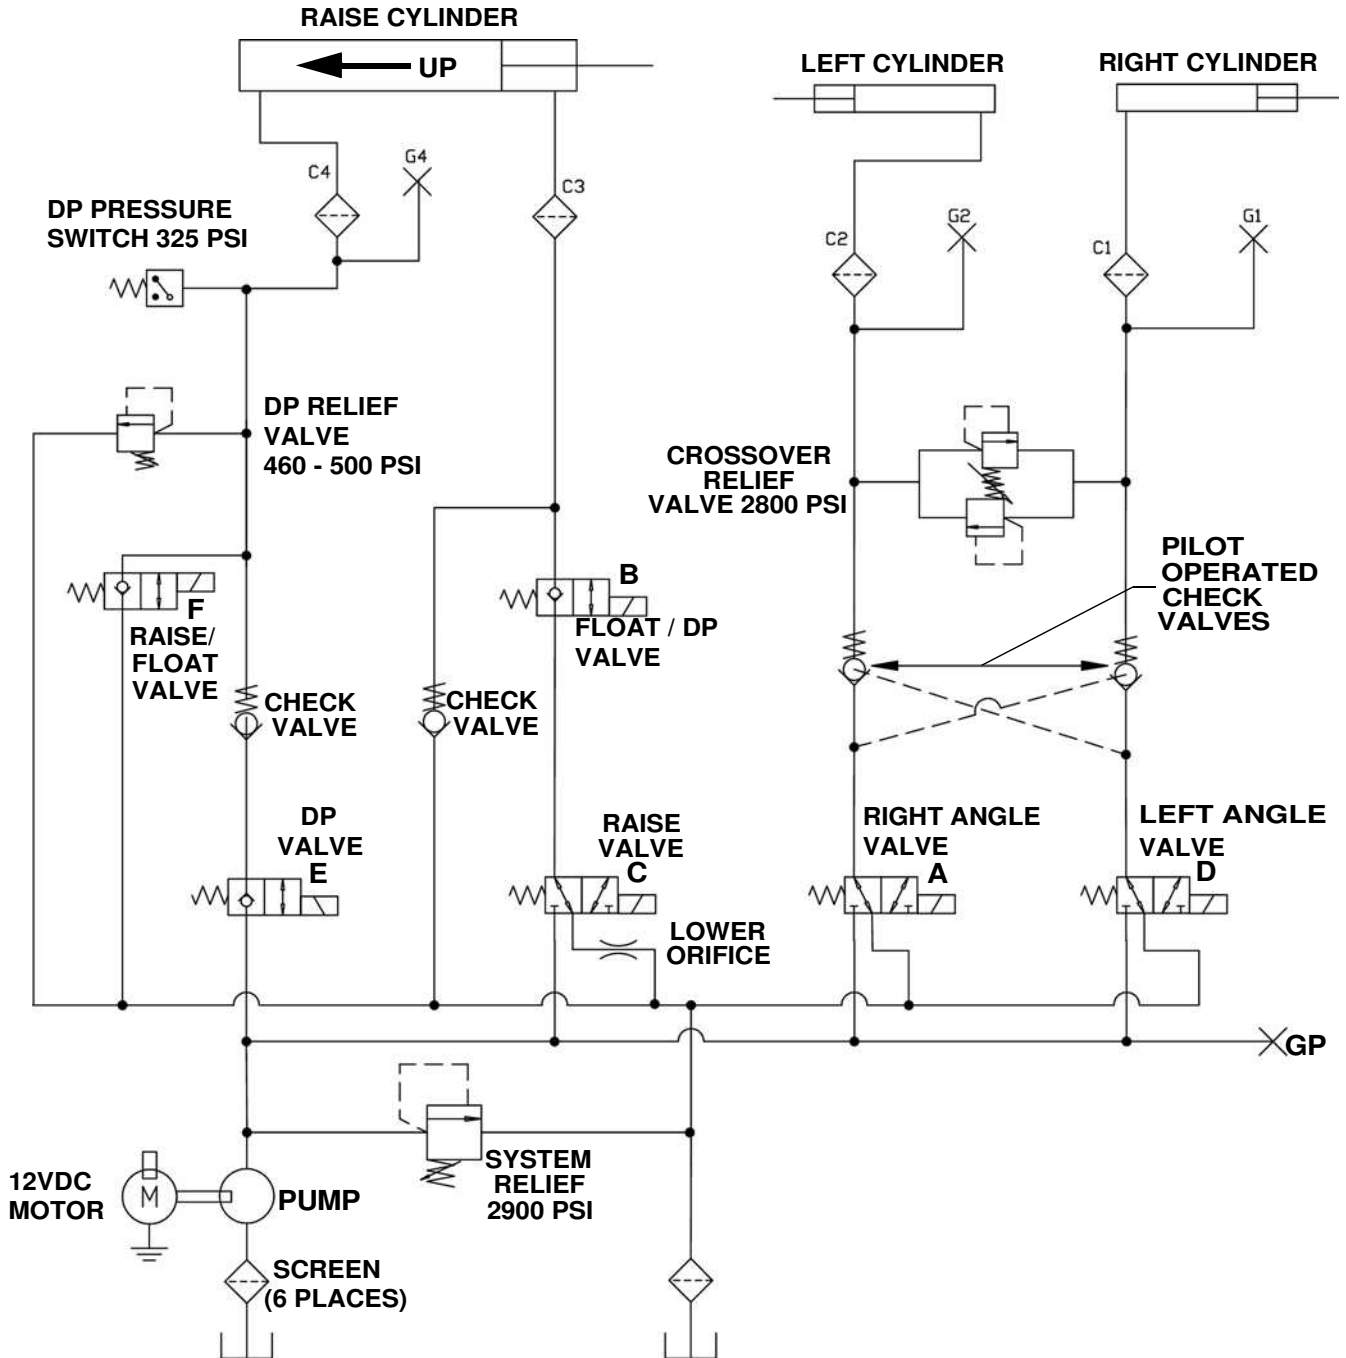 RAISE CYLINDER
UP
LEFT CYLINDER
RIGHT CYLINDER
C4
G4
C3
DP PRESSURE
SWITCH 325 PSI
C2
G2
C1
G1
DP RELIEF
VALVE
460 - 500 PSI
CROSSOVER
RELIEF
VALVE 2800 PSI
PILOT
OPERATED
CHECK
VALVES
F
RAISE/
FLOAT
VALVE
B
FLOAT / DP
VALVE
CHECK
VALVE
CHECK
VALVE
DP
VALVE
E
RAISE
VALVE
C
RIGHT ANGLE
VALVE
A
LEFT ANGLE
VALVE
D
LOWER
ORIFICE
GP
SYSTEM
RELIEF
2900 PSI
12VDC
MOTOR
M
PUMP
SCREEN
(6 PLACES)